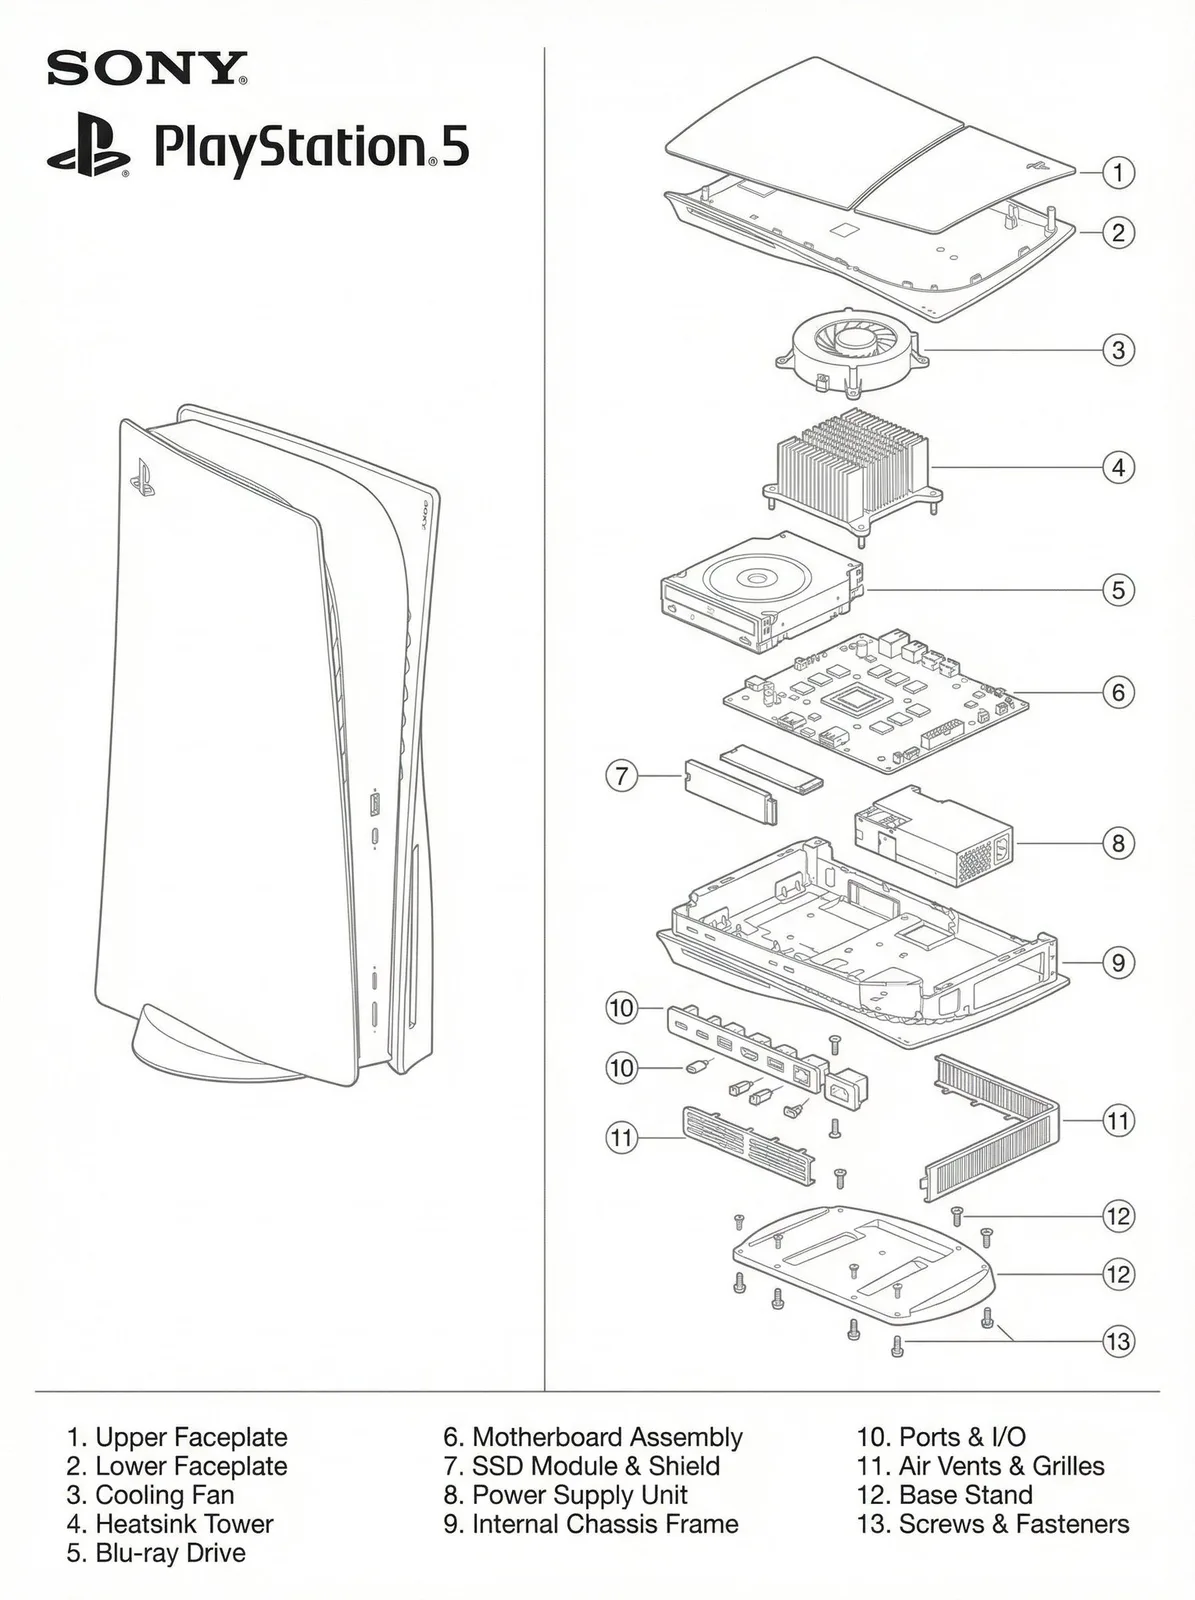 SONY®
PlayStation®5
1
2
3
4
5
6
7
8
9
10
10
11
11
12
12
13
1. Upper Faceplate
2. Lower Faceplate
3. Cooling Fan
4. Heatsink Tower
5. Blu-ray Drive
6. Motherboard Assembly
7. SSD Module & Shield
8. Power Supply Unit
9. Internal Chassis Frame
10. Ports & I/O
11. Air Vents & Grilles
12. Base Stand
13. Screws & Fasteners